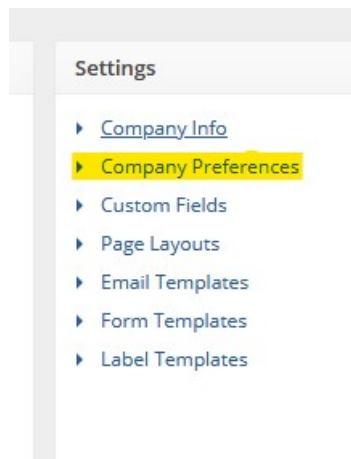 Settings
Company Info
Company Preferences
Custom Fields
Page Layouts
Email Templates
Form Templates
Label Templates